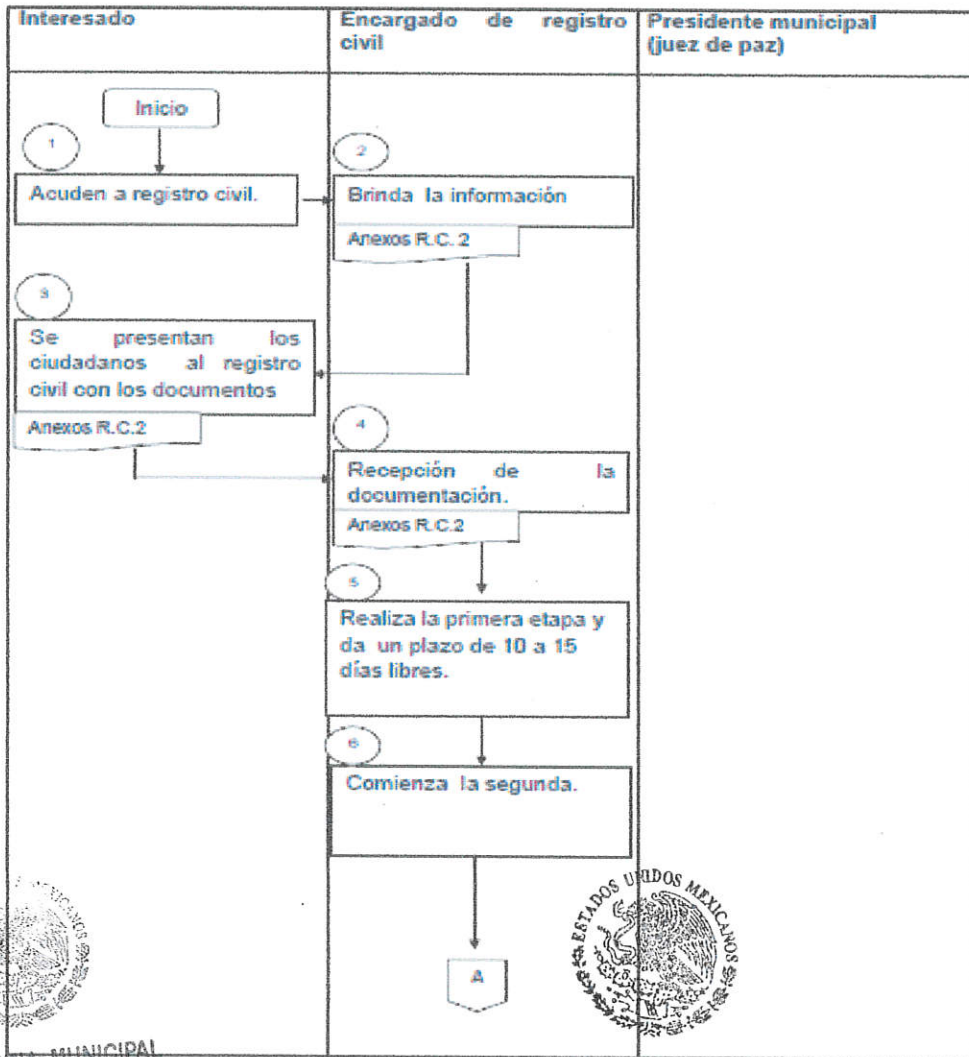 Interesado
Encargado de registro
civil
Presidente municipal
(juez de paz)
Inicio
1
Acuden a registro civil.
2
Brinda la información
Anexos R.C. 2
3
Se presentan los
ciudadanos al registro
civil con los documentos
Anexos R.C.2
4
Recepción de la
documentación.
Anexos R.C.2
5
Realiza la primera etapa y
da un plazo de 10 a 15
días libres.
6
Comienza la segunda.
A
ESTADOS UNIDOS MEXICANOS
MUNICIPAL